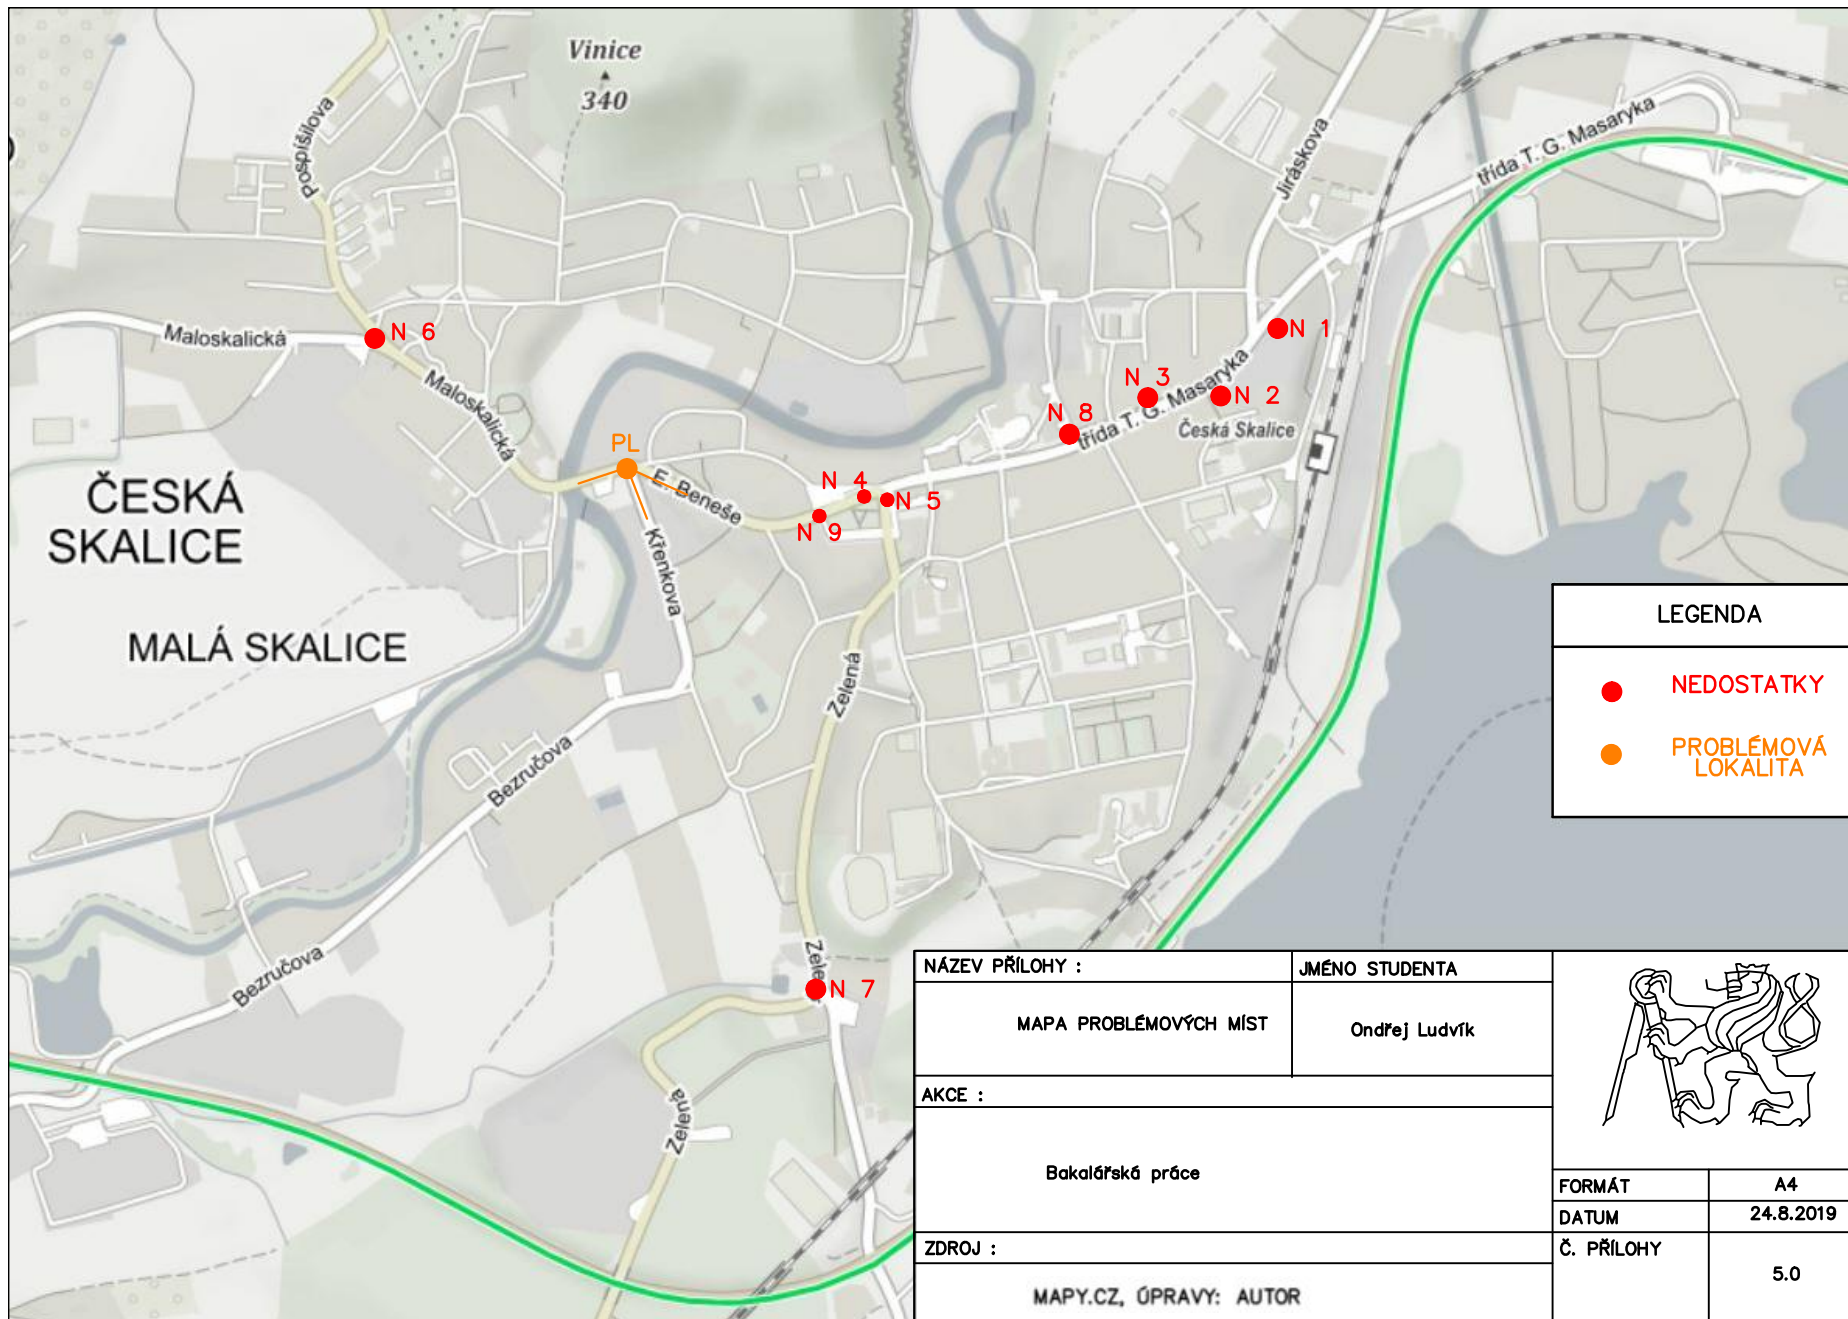 Vinice
340
Pospíšilova
třída T. G. Masaryka
Jiráskova
Maloskalická
N 6
Maloskalická
N 1
N 3
třída T. G. Masaryka
N 2
N 8
Česká Skalice
PL
E. Beneše
N 4
N 5
N 9
ČESKÁ
SKALICE
Křenkova
MALÁ SKALICE
Zelená
Bezručova
Bezručova
N 7
Zelená
LEGENDA
NEDOSTATKY
PROBLÉMOVÁ
LOKALITA
NÁZEV PŘÍLOHY :
JMÉNO STUDENTA
MAPA PROBLÉMOVÝCH MÍST
Ondřej Ludvík
AKCE :
Bakalářská práce
ZDROJ :
MAPY.CZ, ÚPRAVY: AUTOR
FORMÁT
A4
DATUM
24.8.2019
Č. PŘÍLOHY
5.0